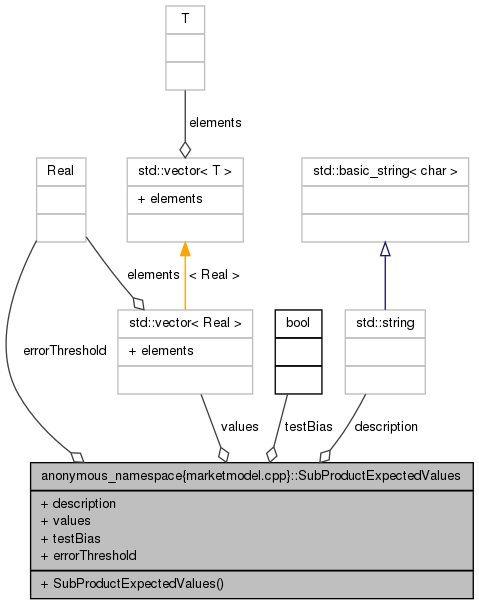 T
elements
Real
std::vector< T >
+ elements
std::basic_string< char >
elements
< Real >
std::vector< Real >
+ elements
bool
std::string
errorThreshold
values
testBias
description
anonymous_namespace{marketmodel.cpp}::SubProductExpectedValues
+ description
+ values
+ testBias
+ errorThreshold
+ SubProductExpectedValues()